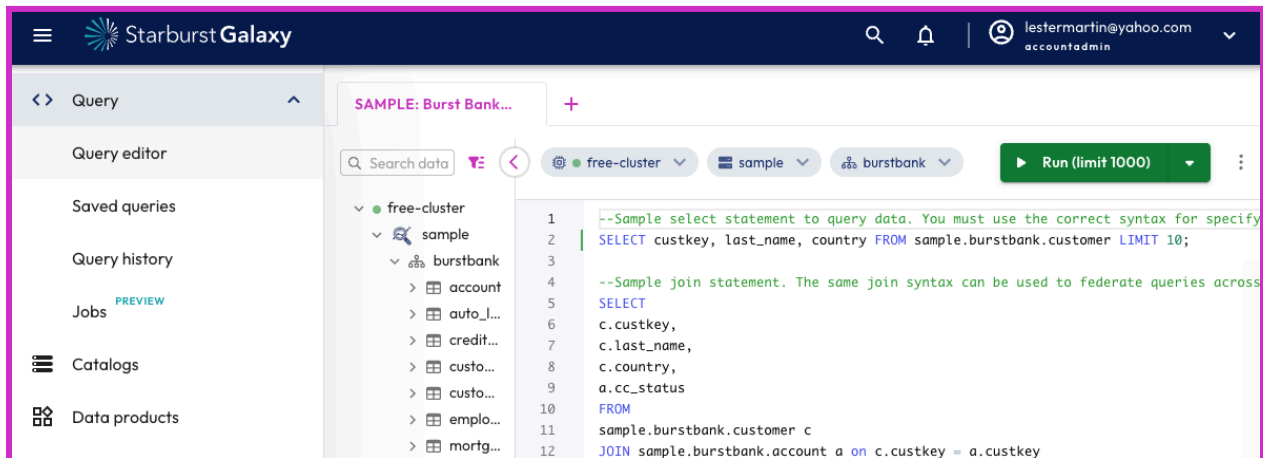 Starburst Galaxy
lestermartin@yahoo.com
accountadmin
Query
Query editor
Saved queries
Query history
Jobs PREVIEW
Catalogs
Data products
SAMPLE: Burst Bank...
+
Search data
free-cluster
sample
burstbank
account
auto_l...
credit...
custo...
custo...
emplo...
mortg...
free-cluster
sample
burstbank
Run (limit 1000)
1 --Sample select statement to query data. You must use the correct syntax for specify
2 SELECT custkey, last_name, country FROM sample.burstbank.customer LIMIT 10;
3
4 --Sample join statement. The same join syntax can be used to federate queries across
5 SELECT
6 c.custkey,
7 c.last_name,
8 c.country,
9 a.cc_status
10 FROM
11 sample.burstbank.customer c
12 JOIN sample.burstbank.account a on c.custkey = a.custkey